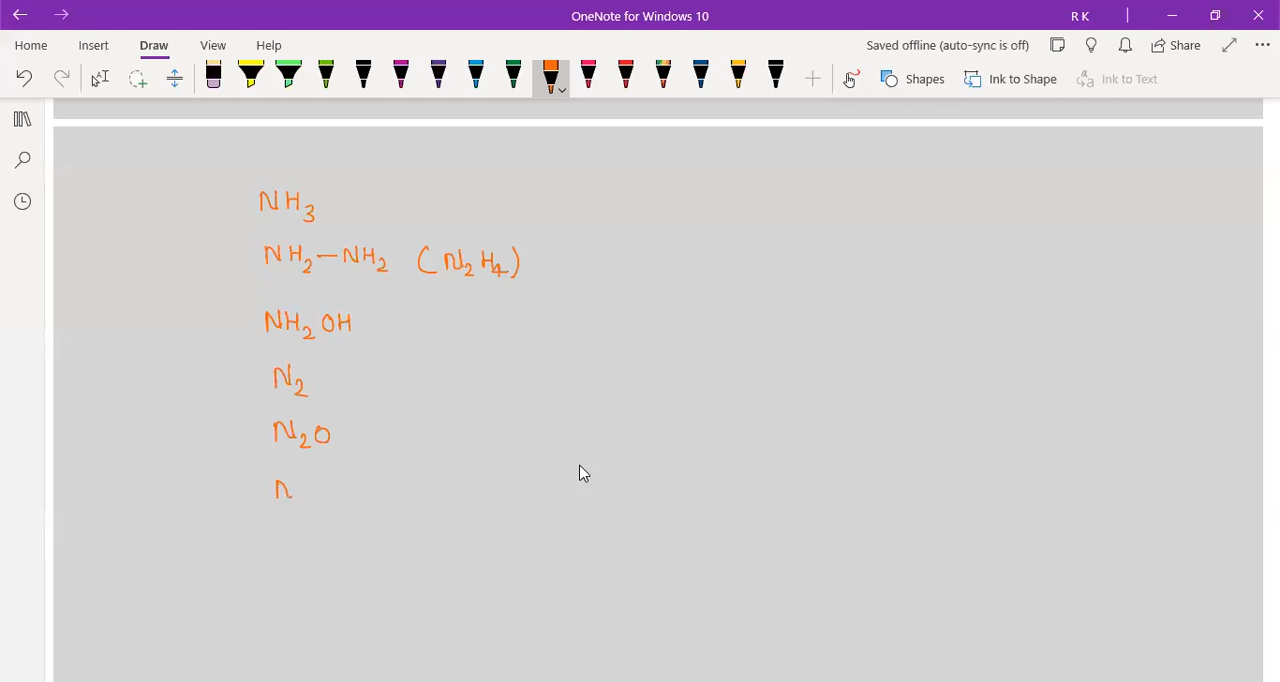 OneNote for Windows 10
R K
Home Insert Draw View Help
Saved offline (auto-sync is off)
Share
Shapes
Ink to Shape
Ink to Text
NH₃
NH₂—NH₂ (N₂H₄)
NH₂OH
N₂
N₂O
N